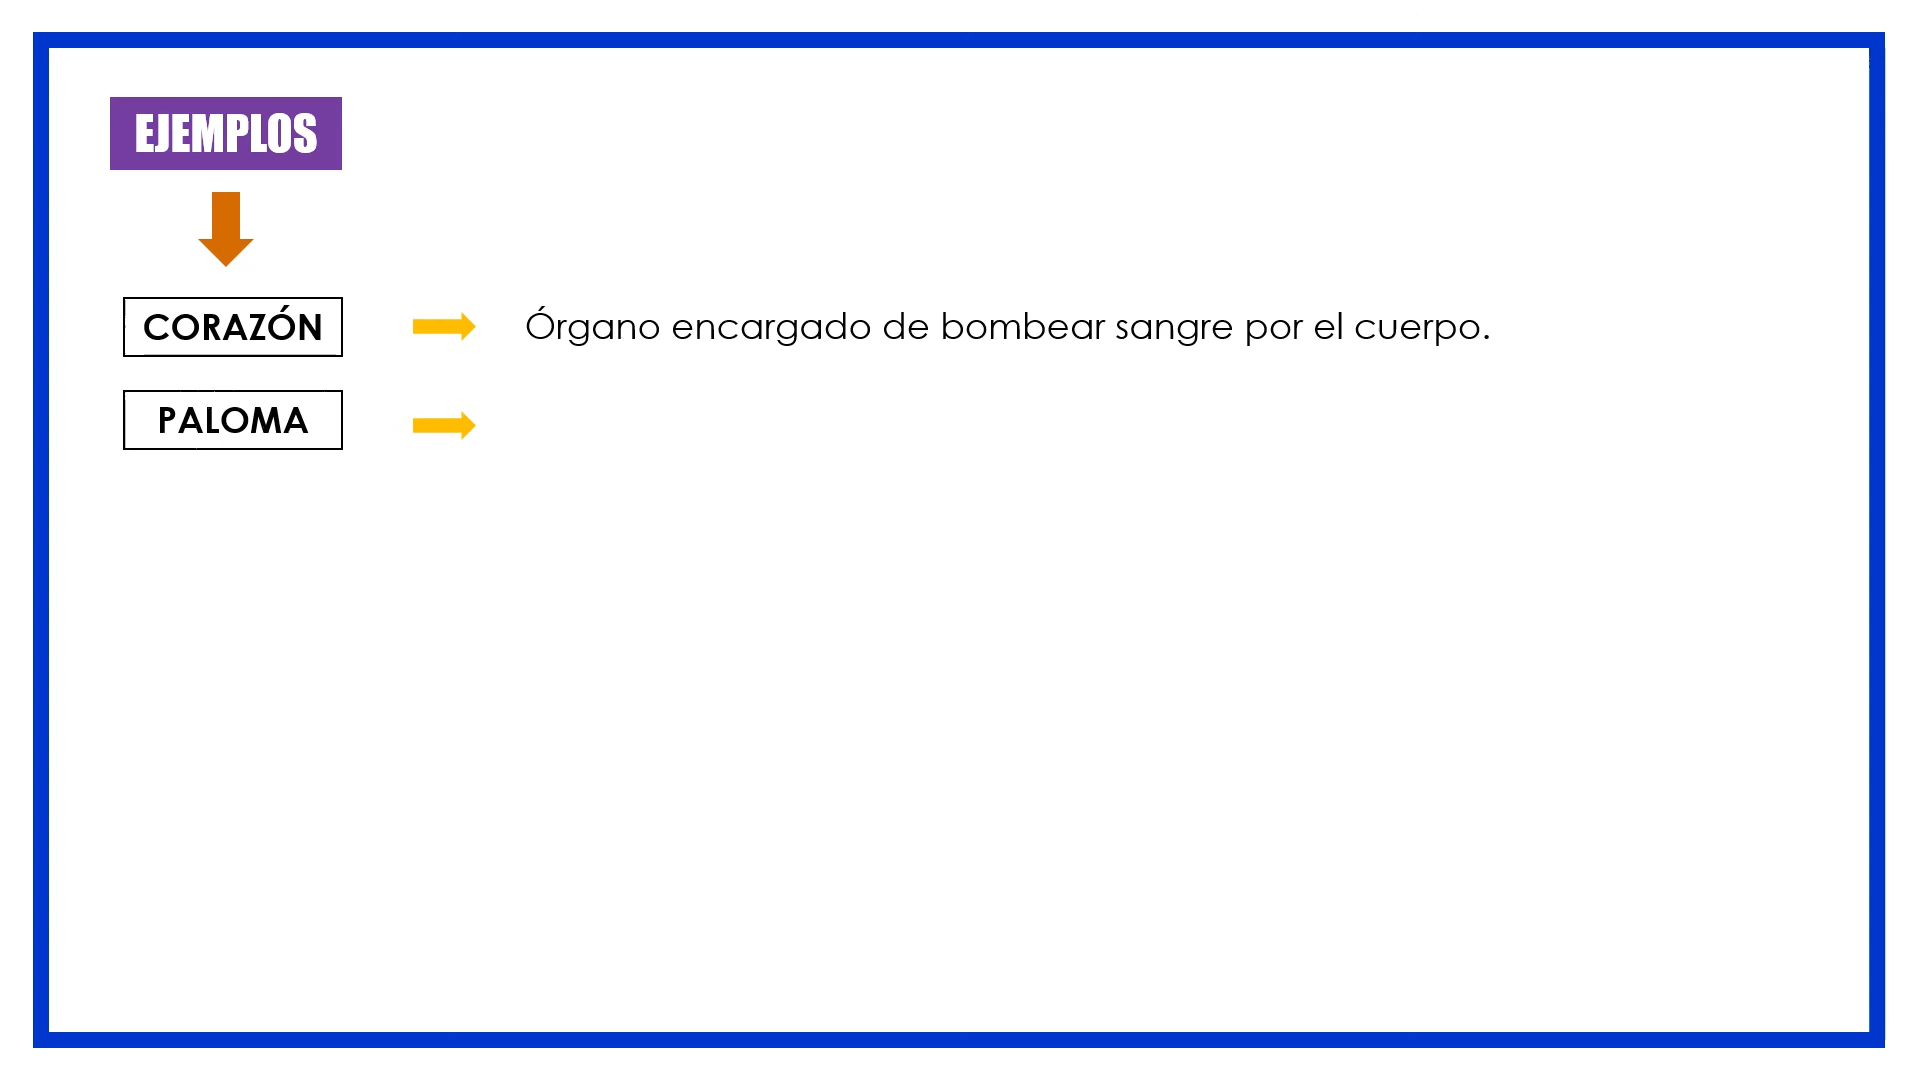 EJEMPLOS
CORAZÓN
Órgano encargado de bombear sangre por el cuerpo.
PALOMA